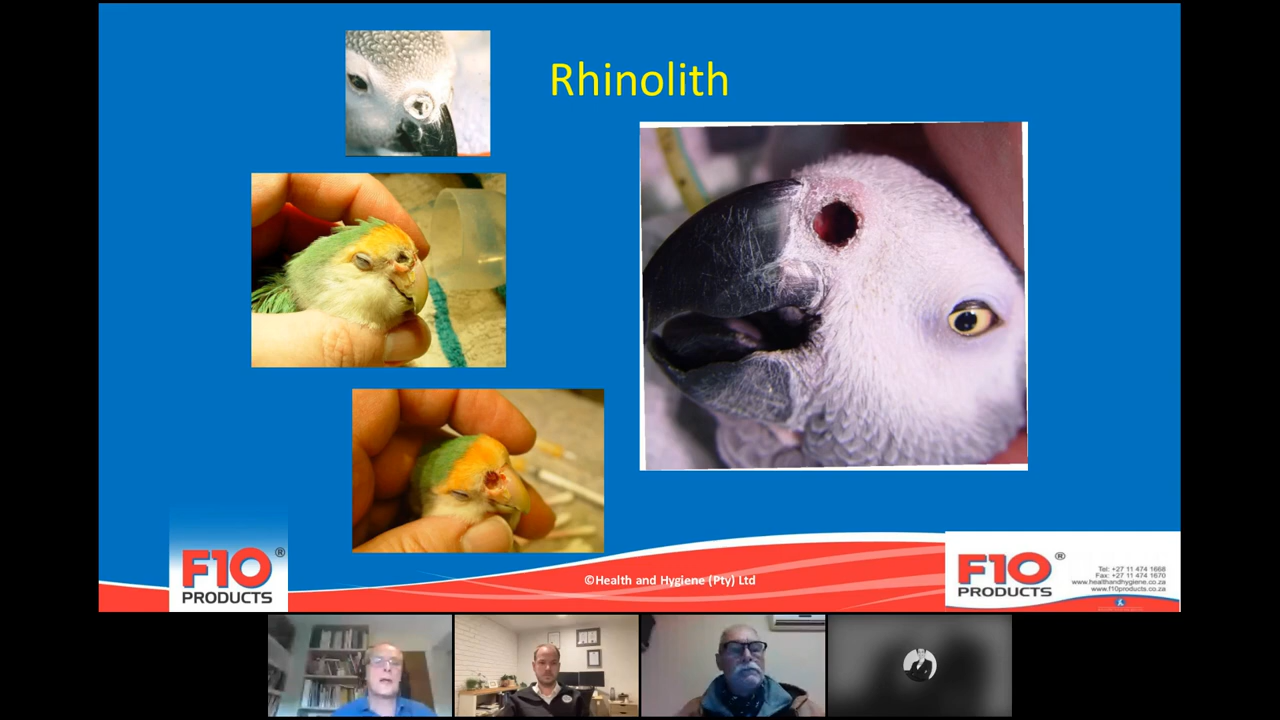 Rhinolith
F10®
PRODUCTS
©Health and Hygiene (Pty) Ltd
F10®
PRODUCTS
Tel: +27 11 474 1668
Fax: +27 11 474 1670
www.healthandhygiene.co.za
www.f10products.co.za